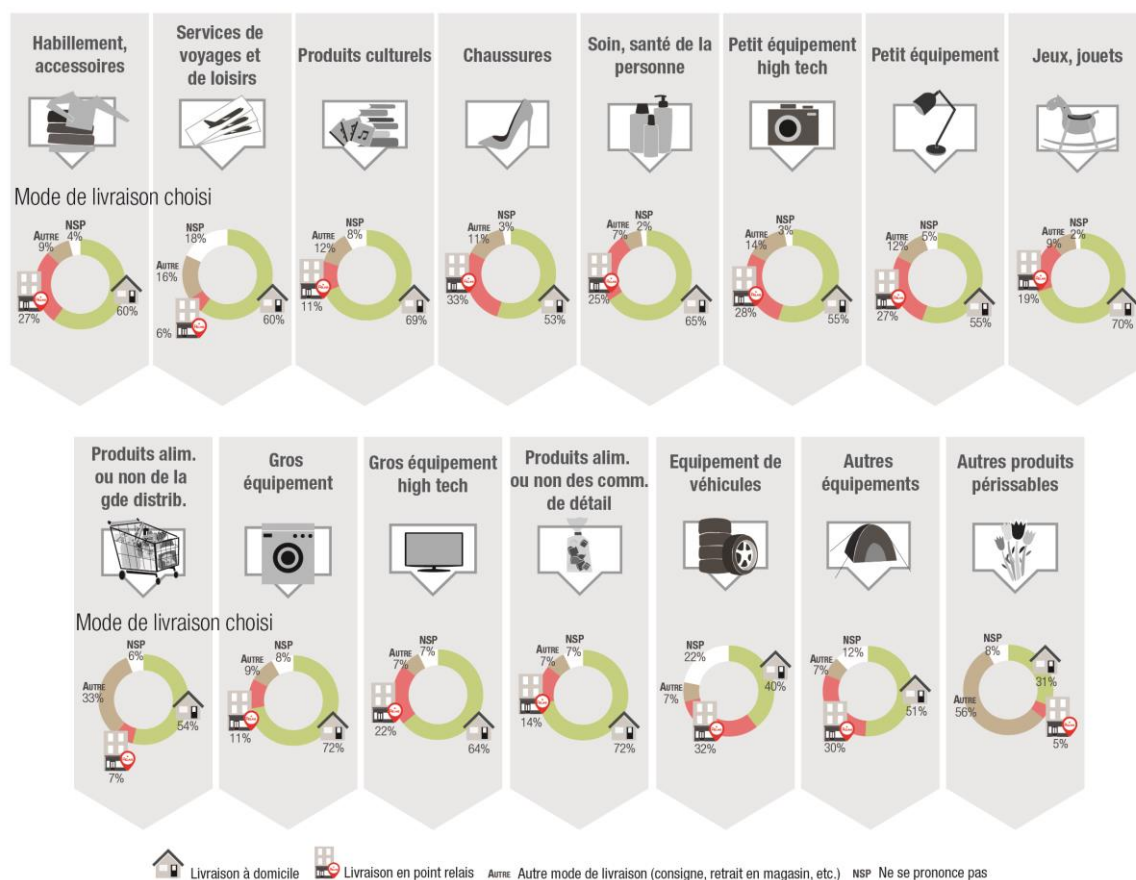 Habillement,
accessoires
Services de
voyages et
de loisirs
Produits culturels
Chaussures
Soin, santé de la
personne
Petit équipement
high tech
Petit équipement
Jeux, jouets
Mode de livraison choisi
NSP
4%
AUTRE
9%
27%
60%
NSP
18%
AUTRE
16%
6%
60%
NSP
8%
AUTRE
12%
11%
69%
NSP
3%
AUTRE
11%
33%
53%
NSP
2%
AUTRE
7%
25%
65%
NSP
3%
AUTRE
14%
28%
55%
NSP
5%
AUTRE
12%
27%
55%
NSP
2%
AUTRE
9%
19%
70%
Produits alim.
ou non de la
gde distrib.
Gros
équipement
Gros équipement
high tech
Produits alim.
ou non des comm.
de détail
Equipement de
véhicules
Autres
équipements
Autres produits
périssables
Mode de livraison choisi
NSP
6%
AUTRE
33%
54%
7%
NSP
8%
AUTRE
9%
11%
72%
NSP
7%
AUTRE
7%
22%
64%
NSP
7%
AUTRE
7%
14%
72%
NSP
22%
40%
AUTRE
7%
32%
NSP
12%
AUTRE
7%
51%
30%
NSP
8%
31%
AUTRE
56%
5%
Livraison à domicile
Livraison en point relais
AUTRE Autre mode de livraison (consigne, retrait en magasin, etc.)
NSP Ne se prononce pas